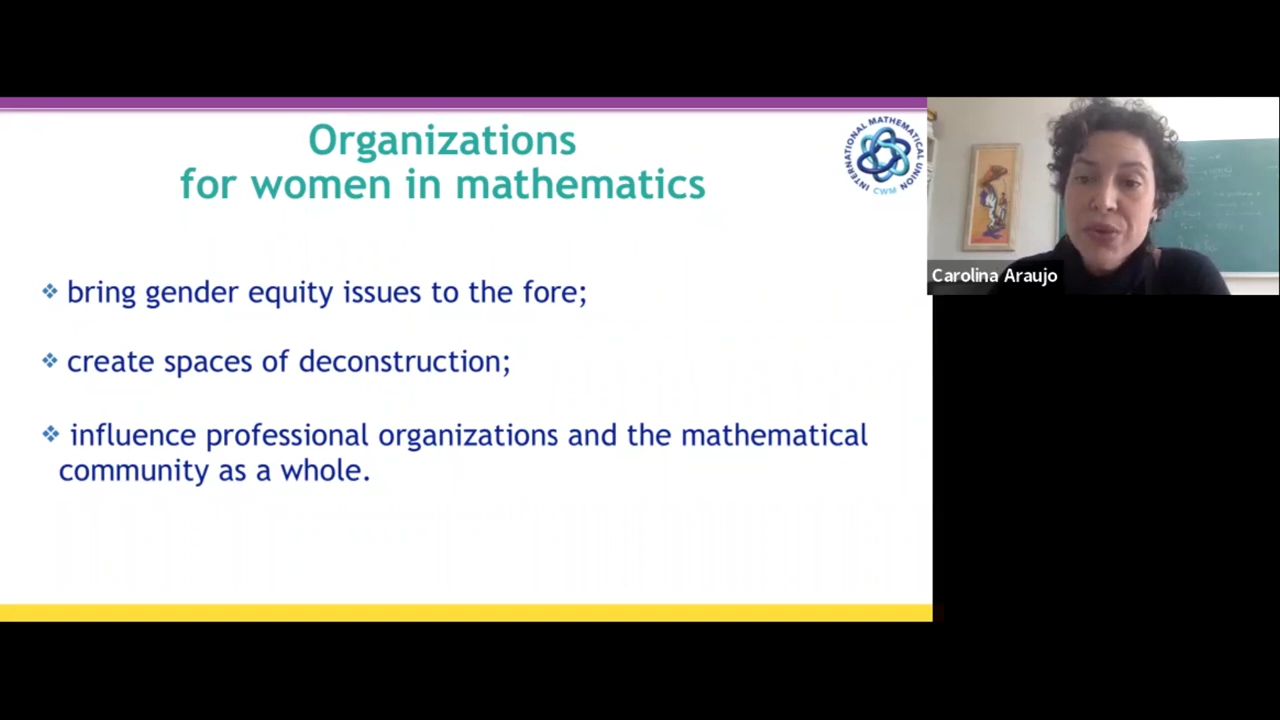 Organizations
for women in mathematics
INTERNATIONAL MATHEMATICAL UNION
CWM
❖ bring gender equity issues to the fore;
❖ create spaces of deconstruction;
❖ influence professional organizations and the mathematical
community as a whole.
Carolina Araujo